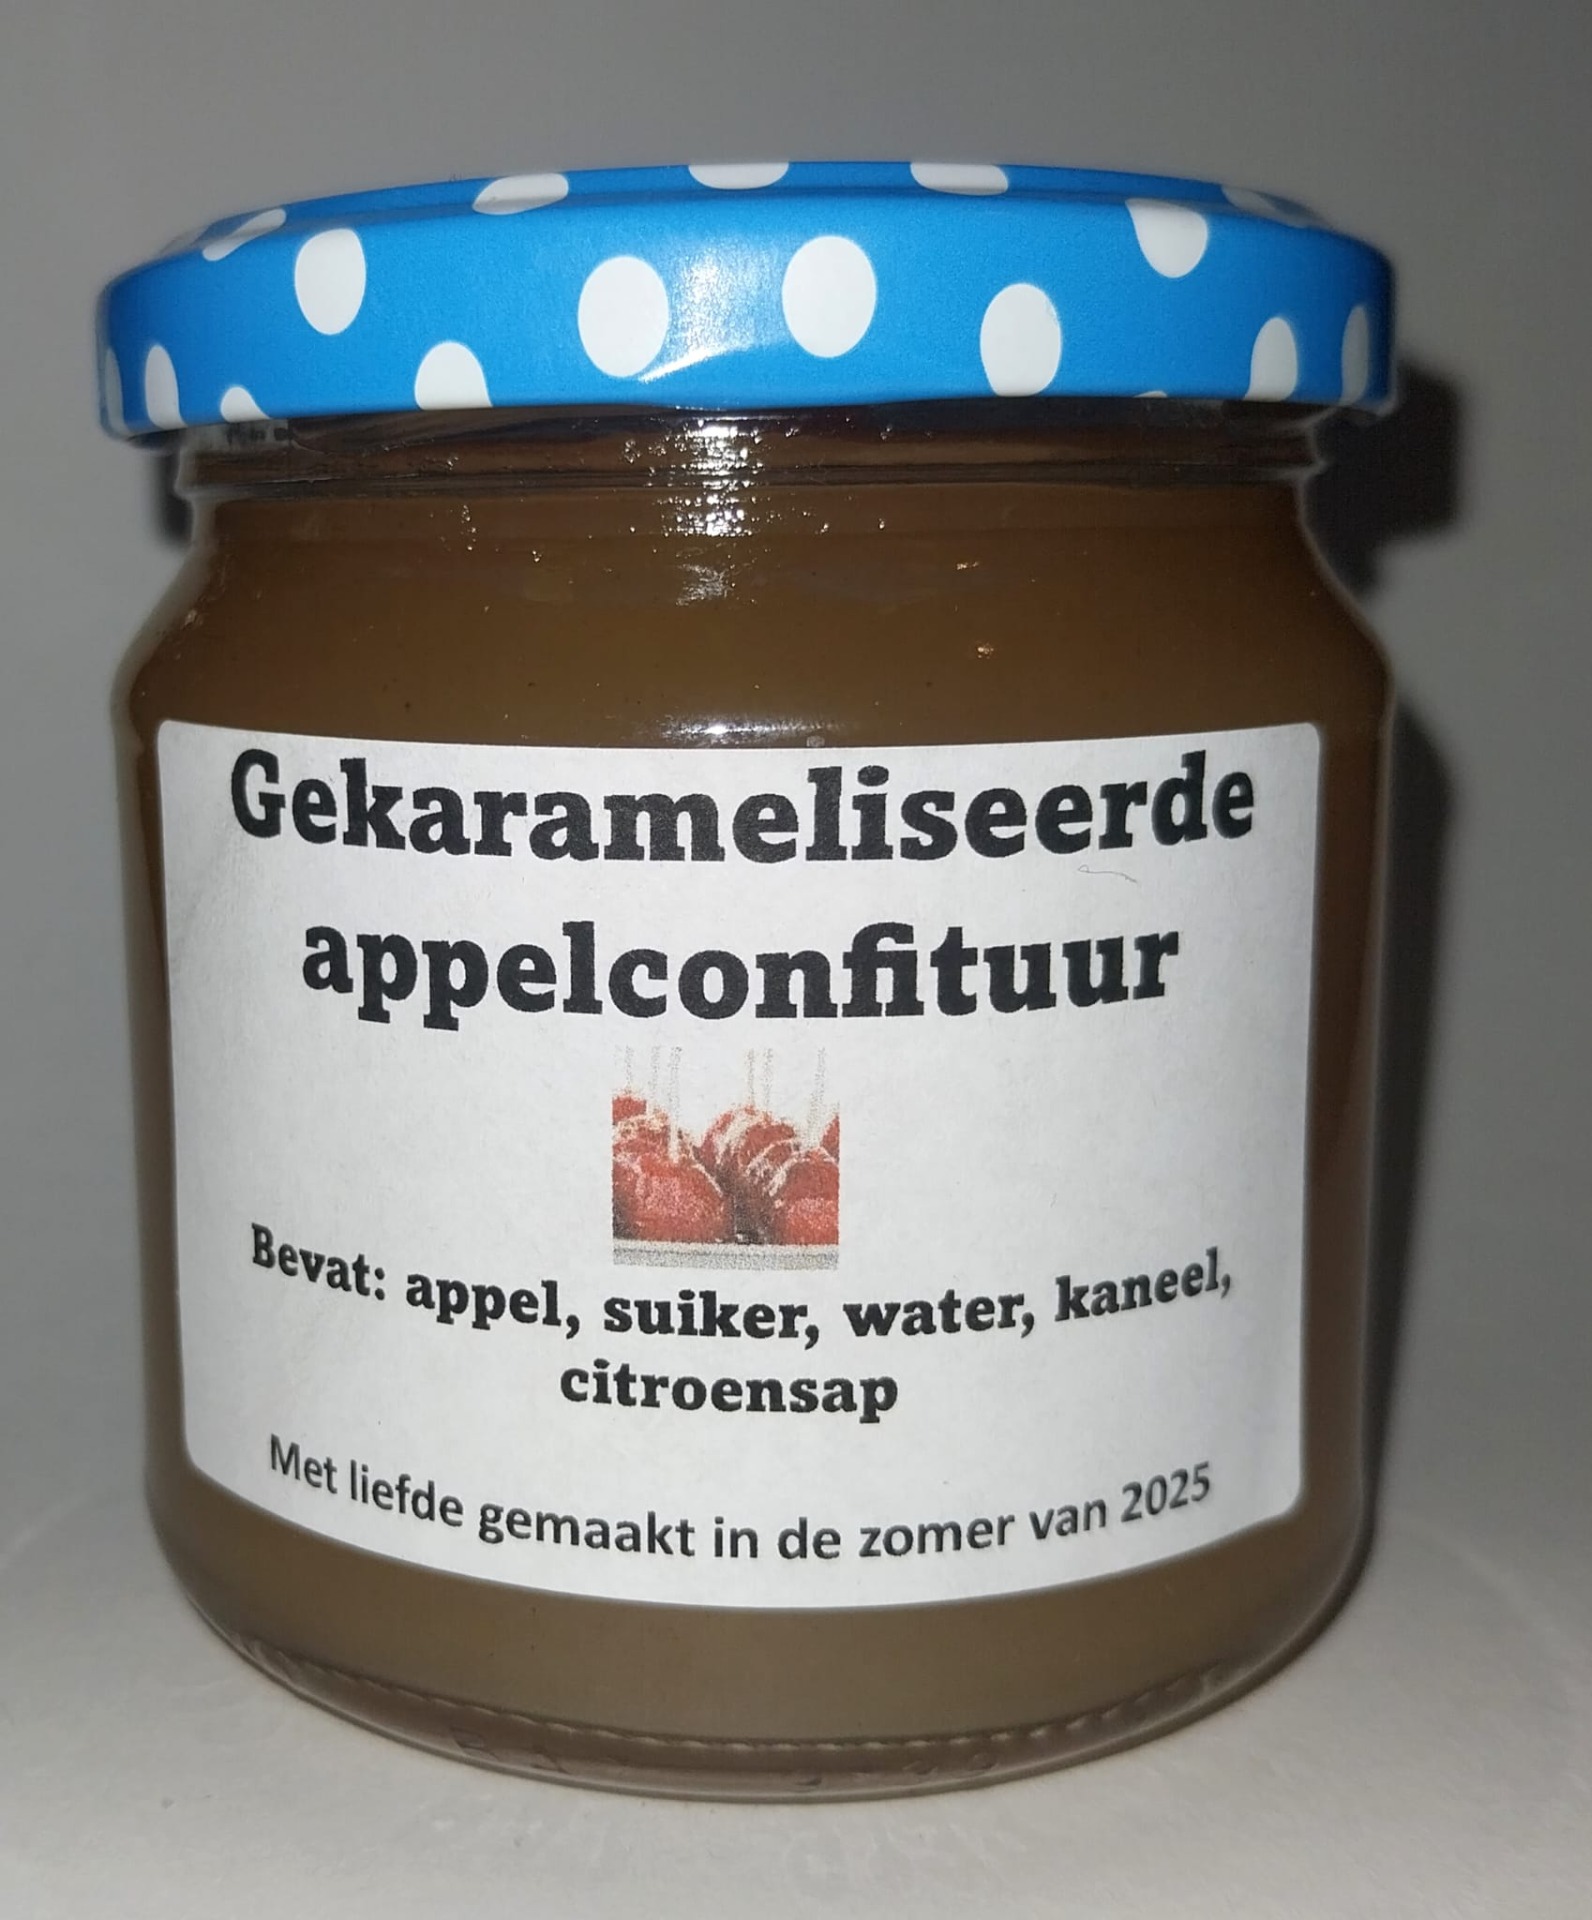 Gekarameliseerde
appelconfituur
Bevat: appel, suiker, water, kaneel,
citroensap
Met liefde gemaakt in de zomer van 2025